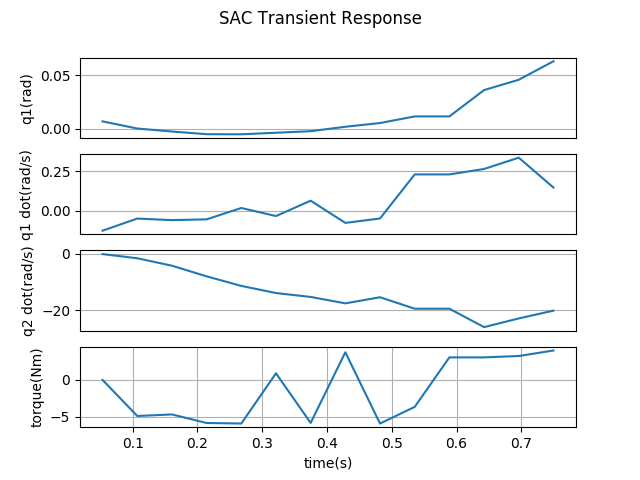 SAC Transient Response
q1(rad)
0.05
0.00
q1 dot(rad/s)
0.25
0.00
q2 dot(rad/s)
0
−20
torque(Nm)
0
−5
0.1 0.2 0.3 0.4 0.5 0.6 0.7
time(s)